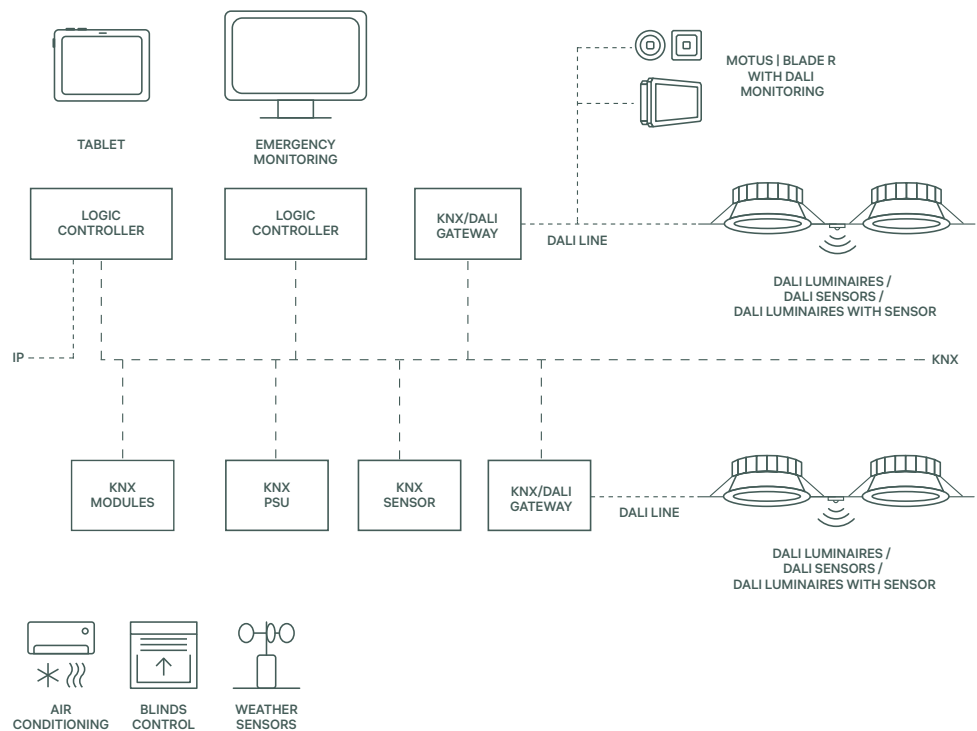 MOTUS | BLADE R
WITH DALI
MONITORING
TABLET
EMERGENCY
MONITORING
LOGIC
CONTROLLER
LOGIC
CONTROLLER
KNX/DALI
GATEWAY
DALI LINE
DALI LUMINAIRES /
DALI SENSORS /
DALI LUMINAIRES WITH SENSOR
IP
KNX
KNX
MODULES
KNX
PSU
KNX
SENSOR
KNX/DALI
GATEWAY
DALI LINE
DALI LUMINAIRES /
DALI SENSORS /
DALI LUMINAIRES WITH SENSOR
AIR
CONDITIONING
BLINDS
CONTROL
WEATHER
SENSORS